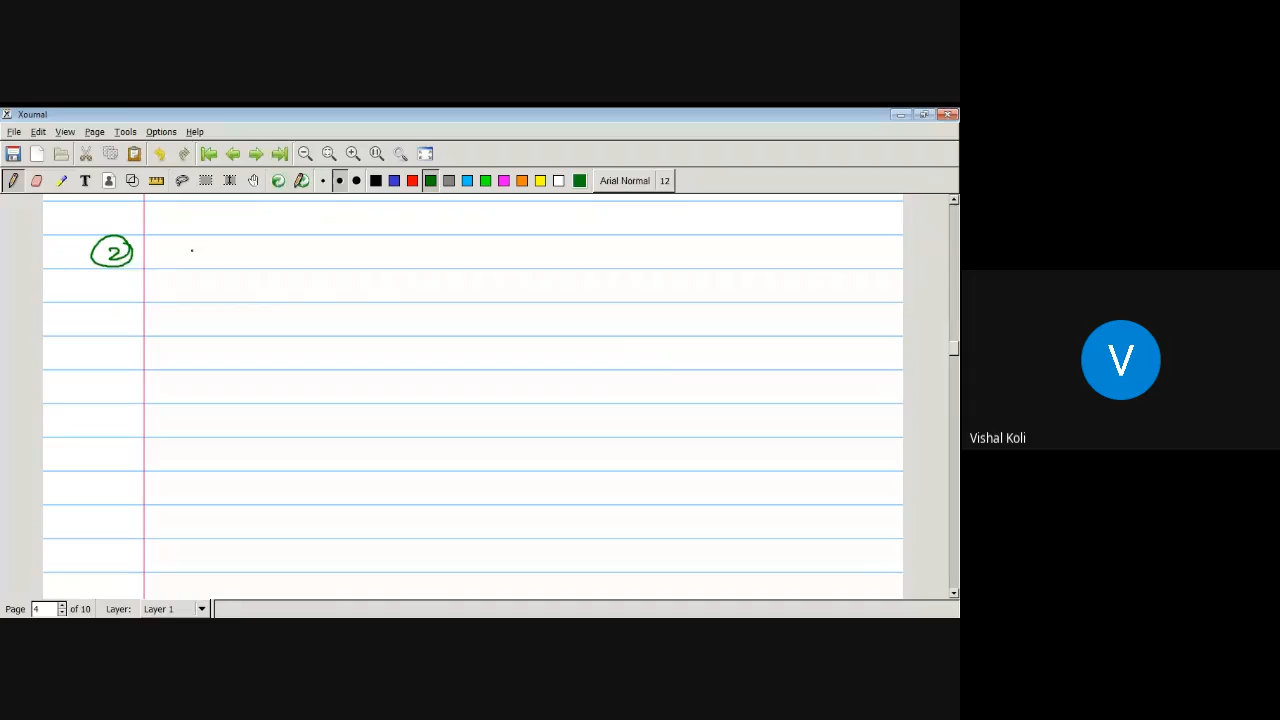 Xournal
File Edit View Page Tools Options Help
T Arial Normal 12
2
Page 4 of 10 Layer: Layer 1
V
Vishal Koli